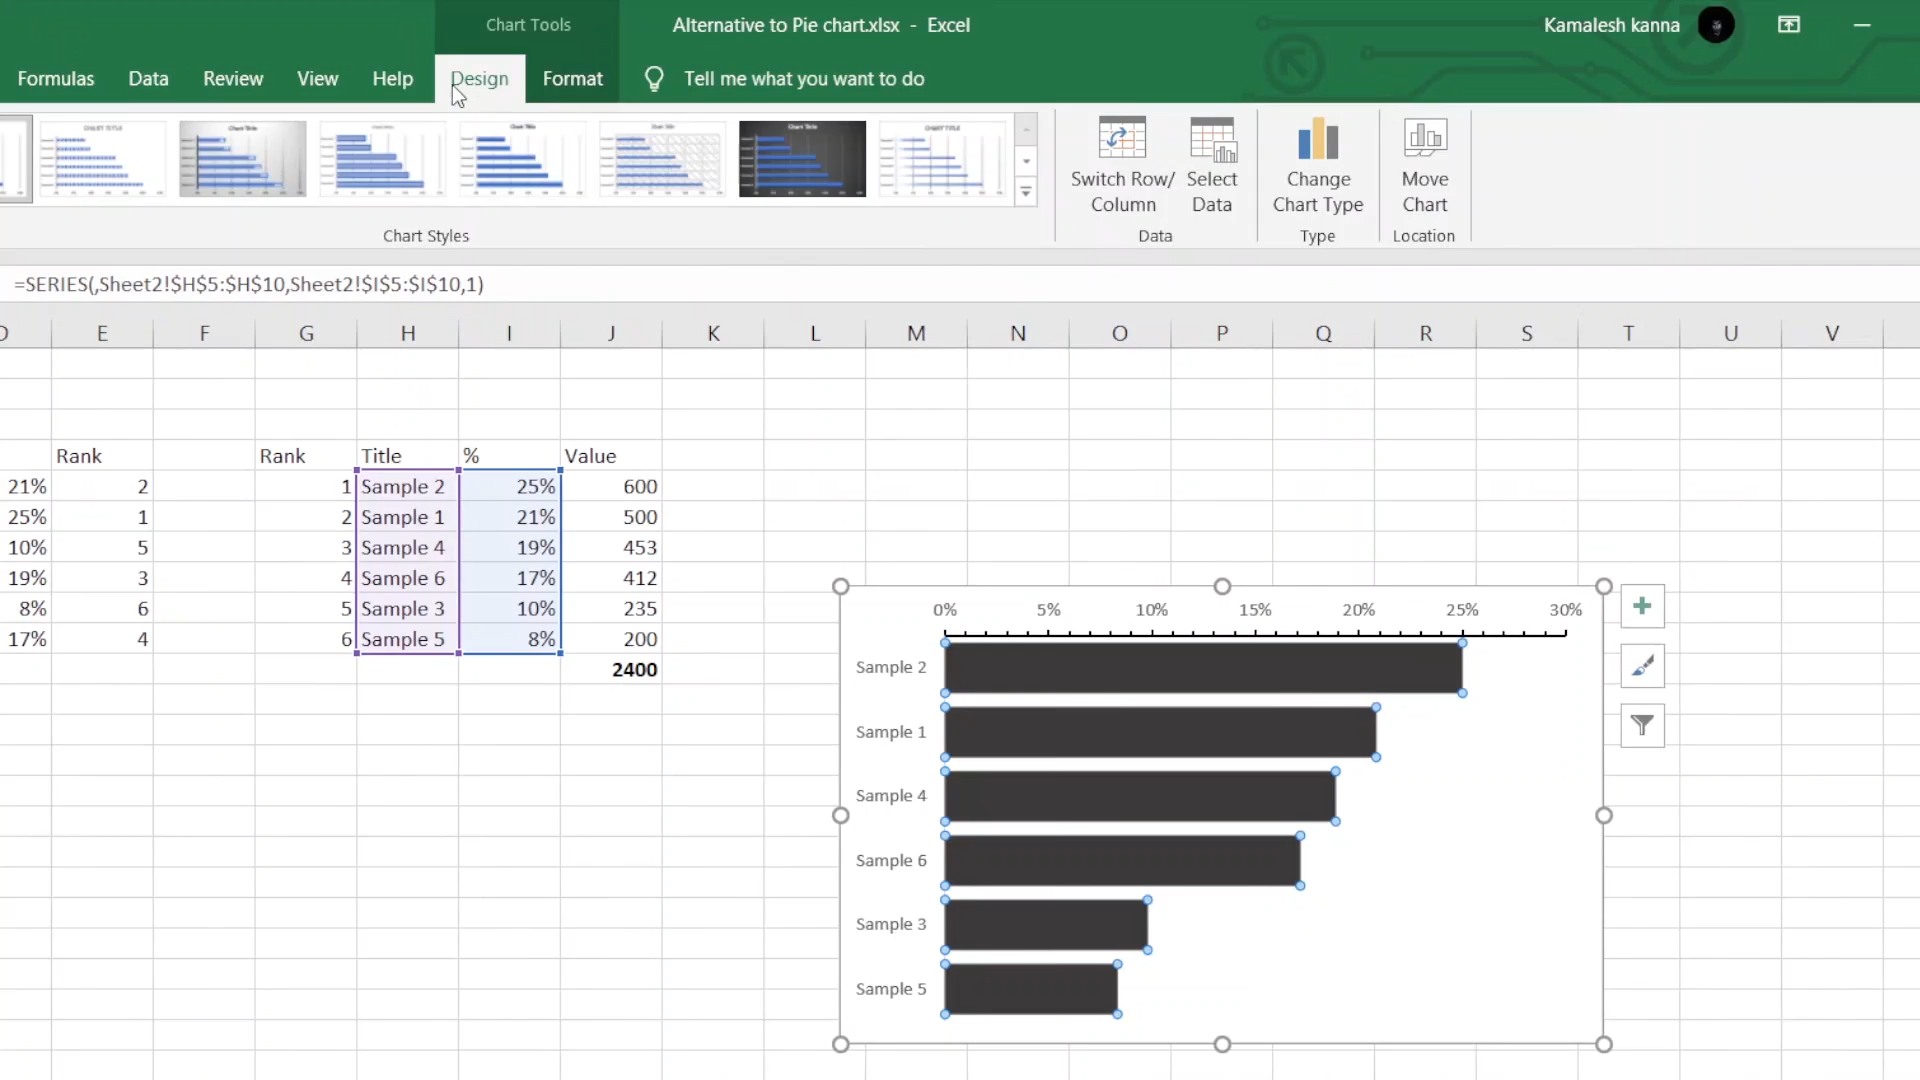 Chart Tools
Alternative to Pie chart.xlsx - Excel
Kamalesh kanna
Formulas Data Review View Help Design Format Tell me what you want to do
Switch Row/ Column
Select Data
Change Chart Type
Move Chart
Chart Styles Data Type Location
=SERIES(,Sheet2!$H$5:$H$10,Sheet2!$I$5:$I$10,1)
D E F G H I J K L M N O P Q R S T U V
Rank Rank Title % Value
21% 2 1 Sample 2 25% 600
25% 1 2 Sample 1 21% 500
10% 5 3 Sample 4 19% 453
19% 3 4 Sample 6 17% 412
8% 6 5 Sample 3 10% 235
17% 4 6 Sample 5 8% 200
2400
0% 5% 10% 15% 20% 25% 30%
Sample 2
Sample 1
Sample 4
Sample 6
Sample 3
Sample 5